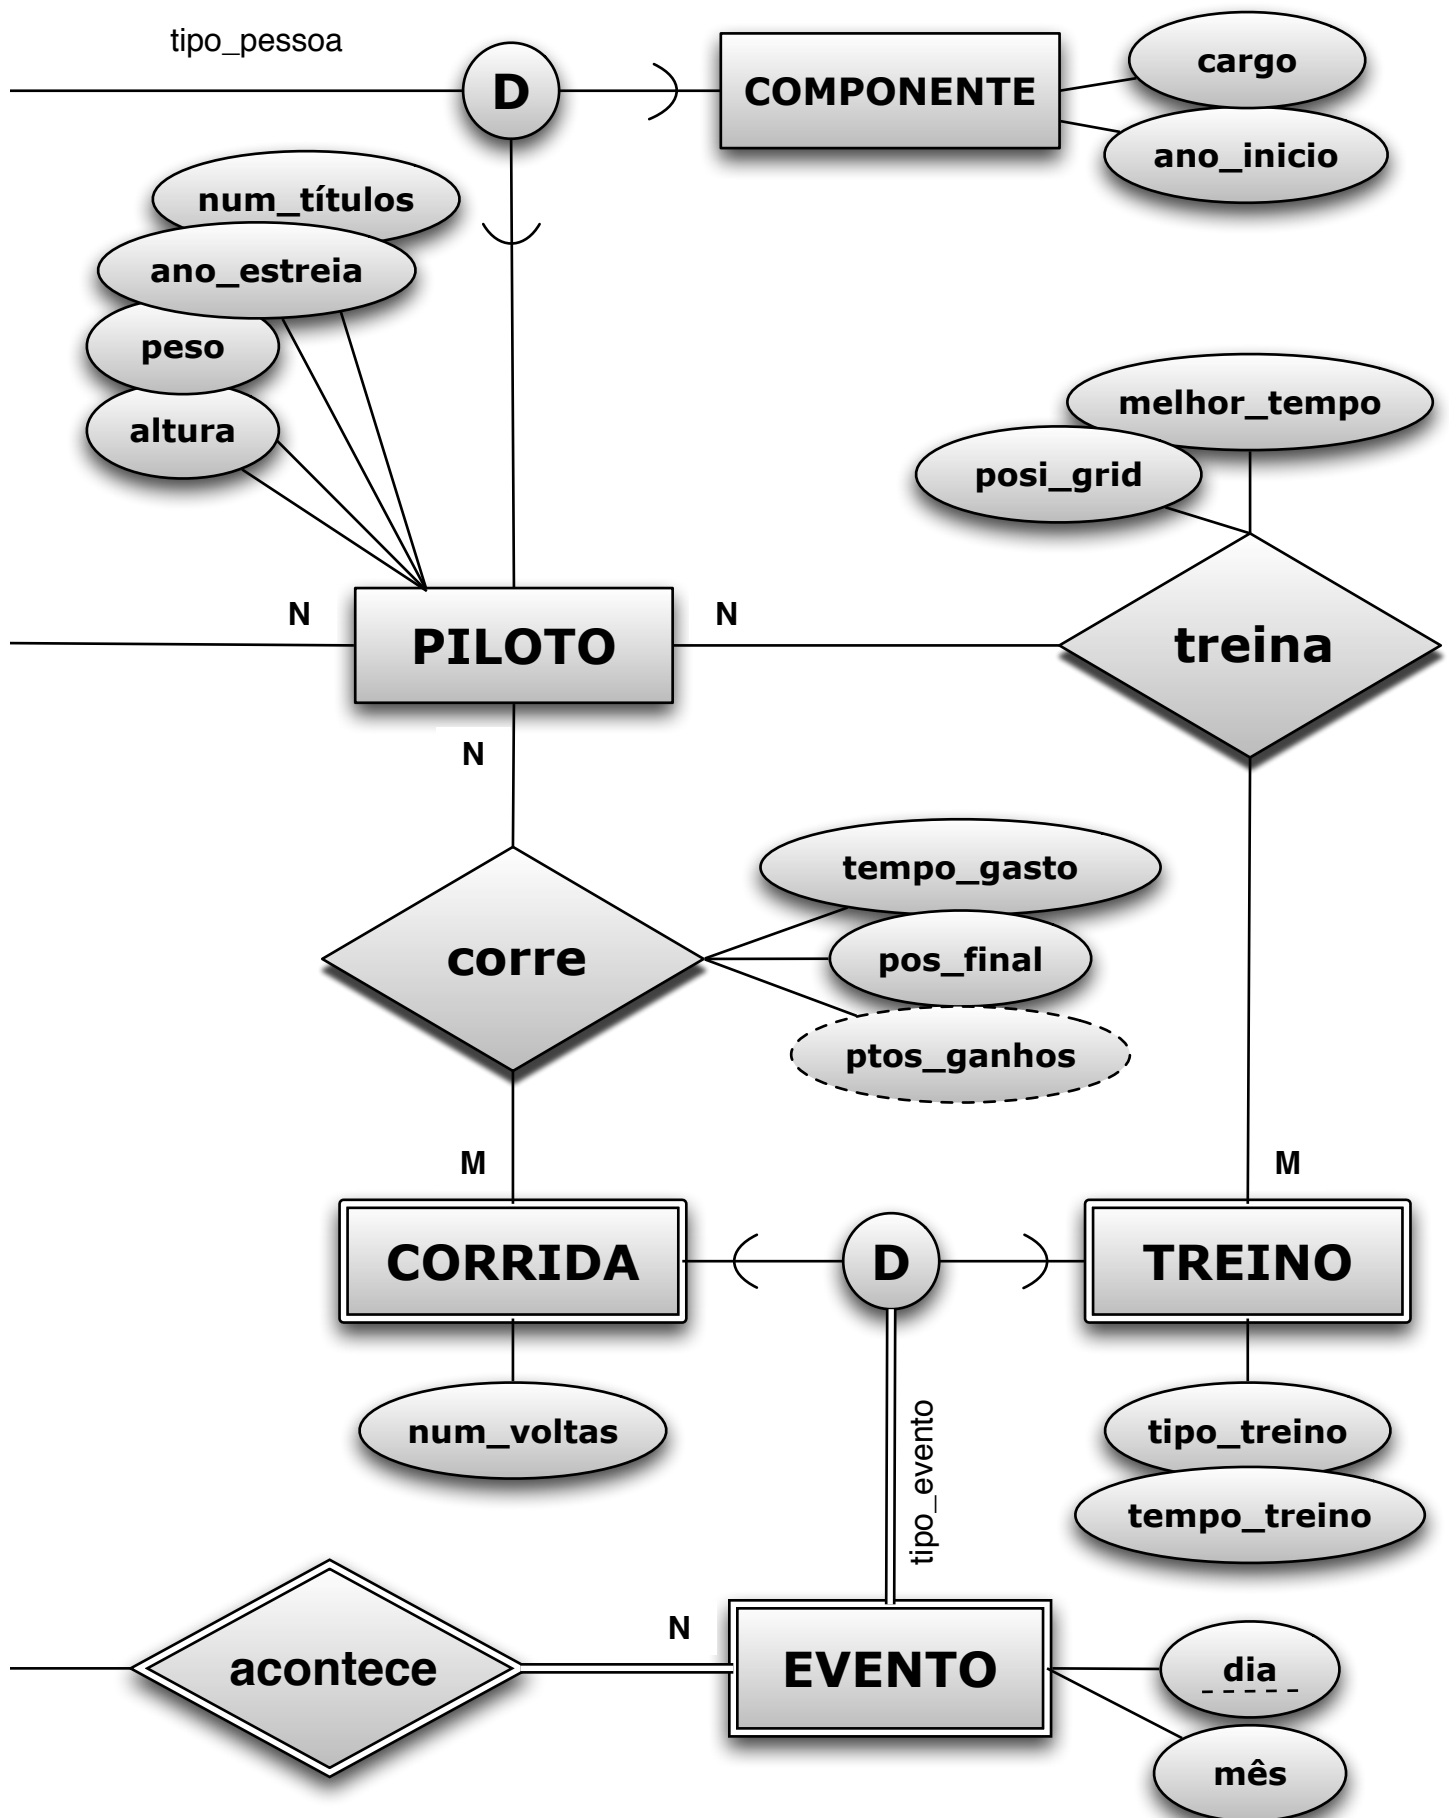 tipo_pessoa
D
COMPONENTE
cargo
ano_inicio
num_títulos
ano_estreia
peso
altura
melhor_tempo
posi_grid
N
PILOTO
N
treina
N
tempo_gasto
corre
pos_final
ptos_ganhos
M
M
CORRIDA
D
TREINO
num_voltas
tipo_evento
tipo_treino
tempo_treino
acontece
N
EVENTO
dia
mês